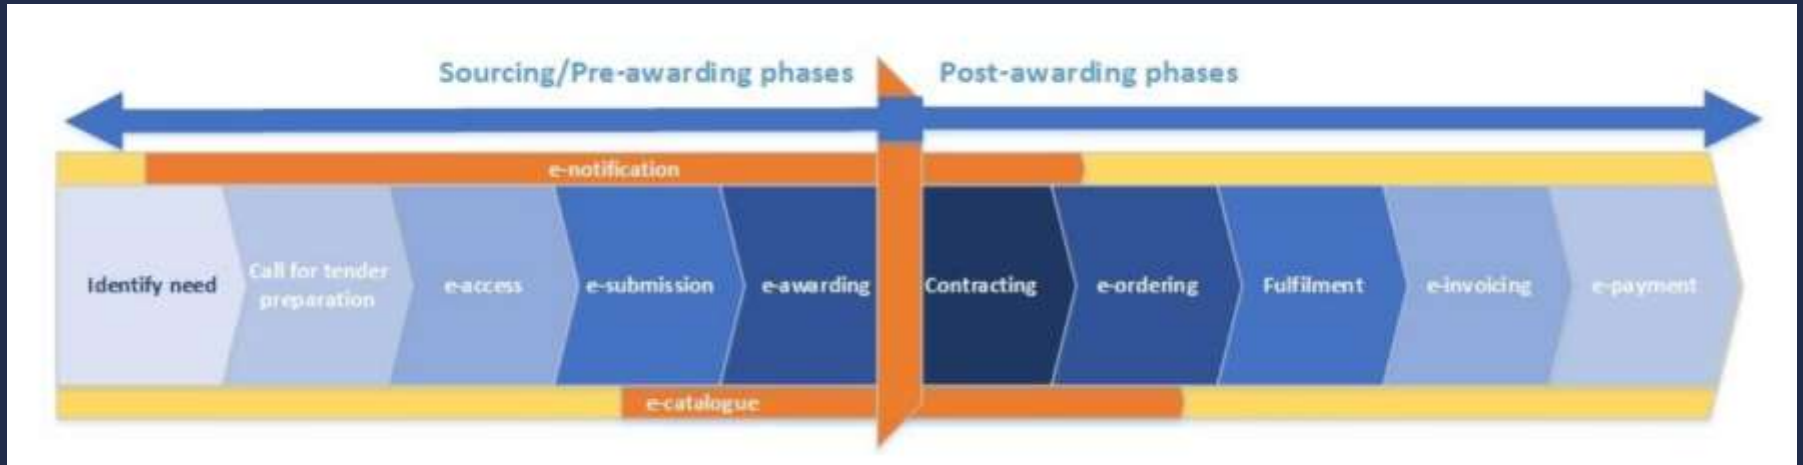 Sourcing/Pre-awarding phases
Post-awarding phases
e-notification
Identify need
Call for tender
preparation
e-access
e-submission
e-awarding
Contracting
e-ordering
Fulfilment
e-invoicing
e-payment
e-catalogue